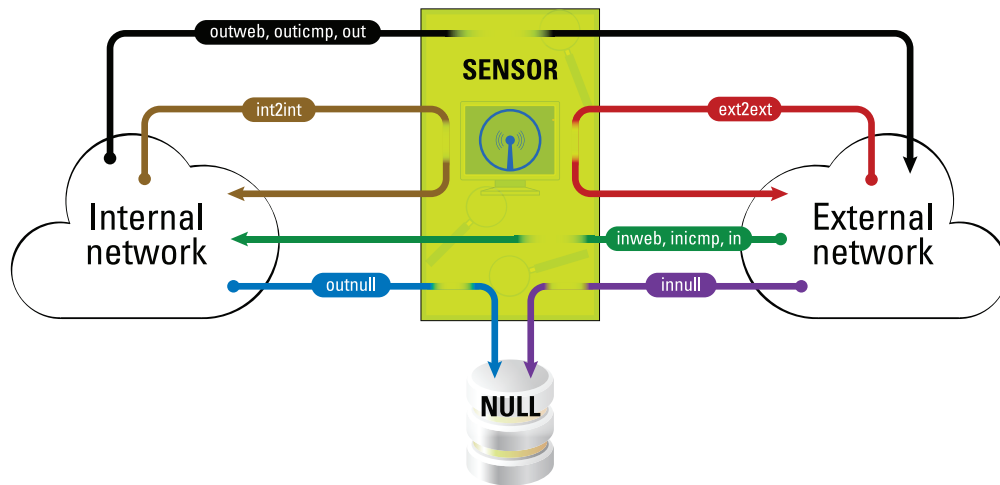 outweb, outicmp, out
SENSOR
int2int
ext2ext
Internal
network
External
network
inweb, inicmp, in
outnull
innull
NULL